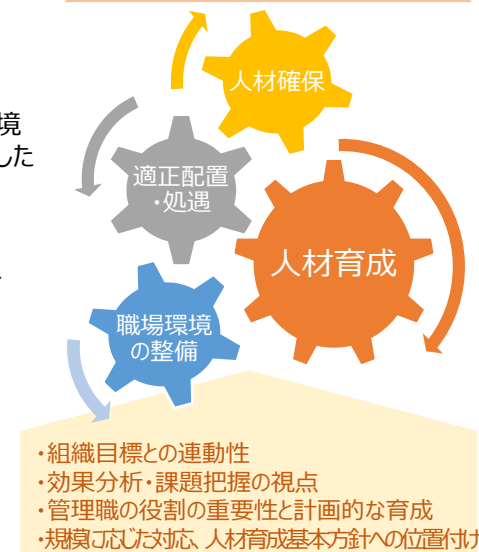 人材確保
境
した
適正配置
・処遇
人材育成
、
職場環境
の整備
・組織目標との連動性
・効果分析・課題把握の視点
・管理職の役割の重要性と計画的な育成
・規模に応じた対応、人材育成基本方針への位置付け